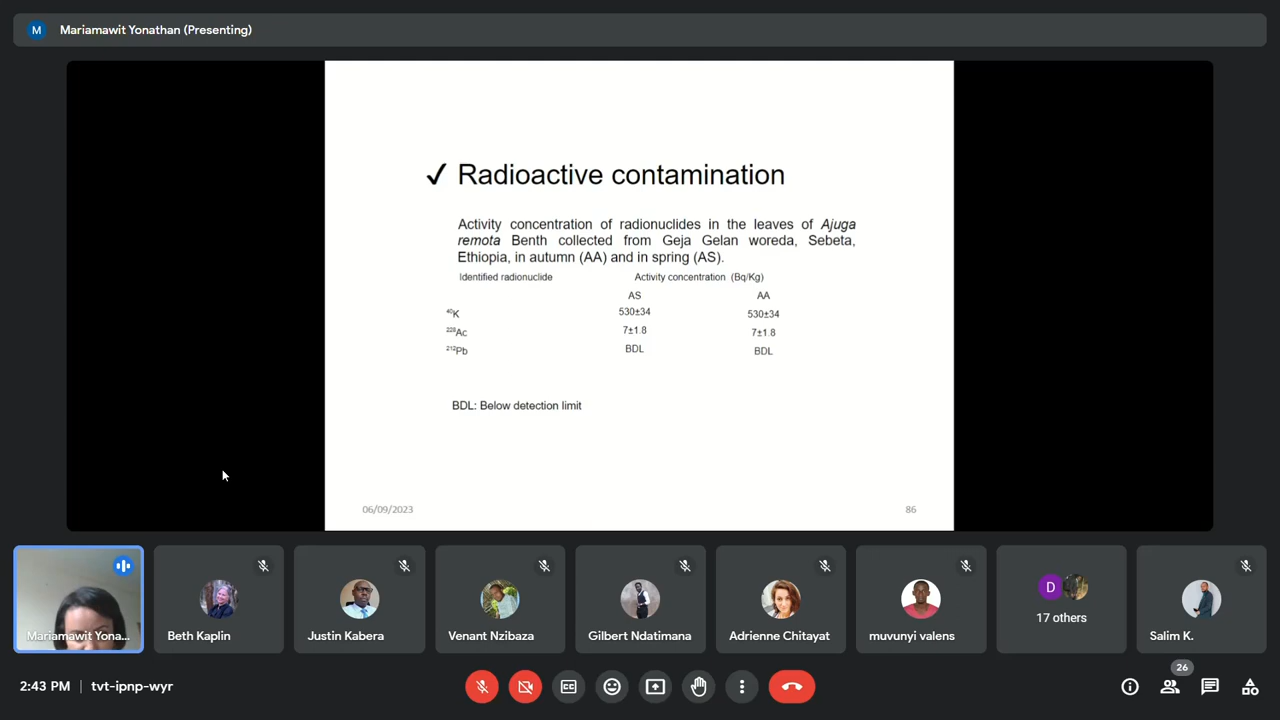 M Mariamawit Yonathan (Presenting)
✓ Radioactive contamination
Activity concentration of radionuclides in the leaves of Ajuga
remota Benth collected from Geja Gelan woreda, Sebeta,
Ethiopia, in autumn (AA) and in spring (AS).
Identified radionuclide Activity concentration (Bq/Kg)
AS AA
⁴⁰K 530±34 530±34
²²⁸Ac 7±1.8 7±1.8
²¹²Pb BDL BDL
BDL: Below detection limit
06/09/2023 86
D
17 others
Mariamawit Yona... Beth Kaplin Justin Kabera Venant Nzibaza Gilbert Ndatimana Adrienne Chitayat muvunyi valens Salim K.
26
2:43 PM | tvt-ipnp-wyr
CC